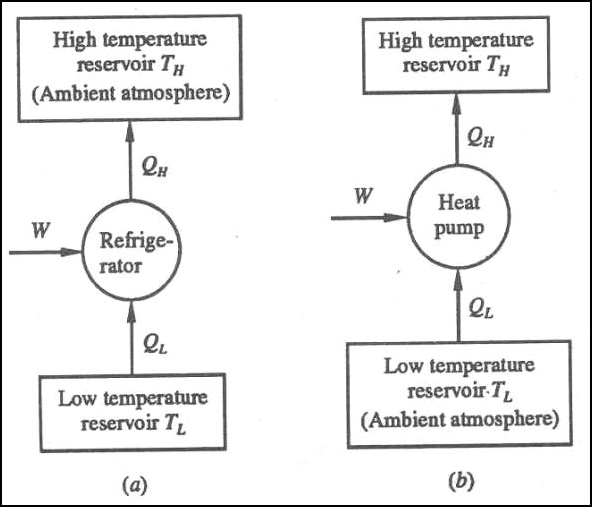 High temperature
reservoir T_H
(Ambient atmosphere)
Q_H
W
Refrige-
rator
Q_L
Low temperature
reservoir T_L
(a)
High temperature
reservoir T_H
Q_H
W
Heat
pump
Q_L
Low temperature
reservoir T_L
(Ambient atmosphere)
(b)